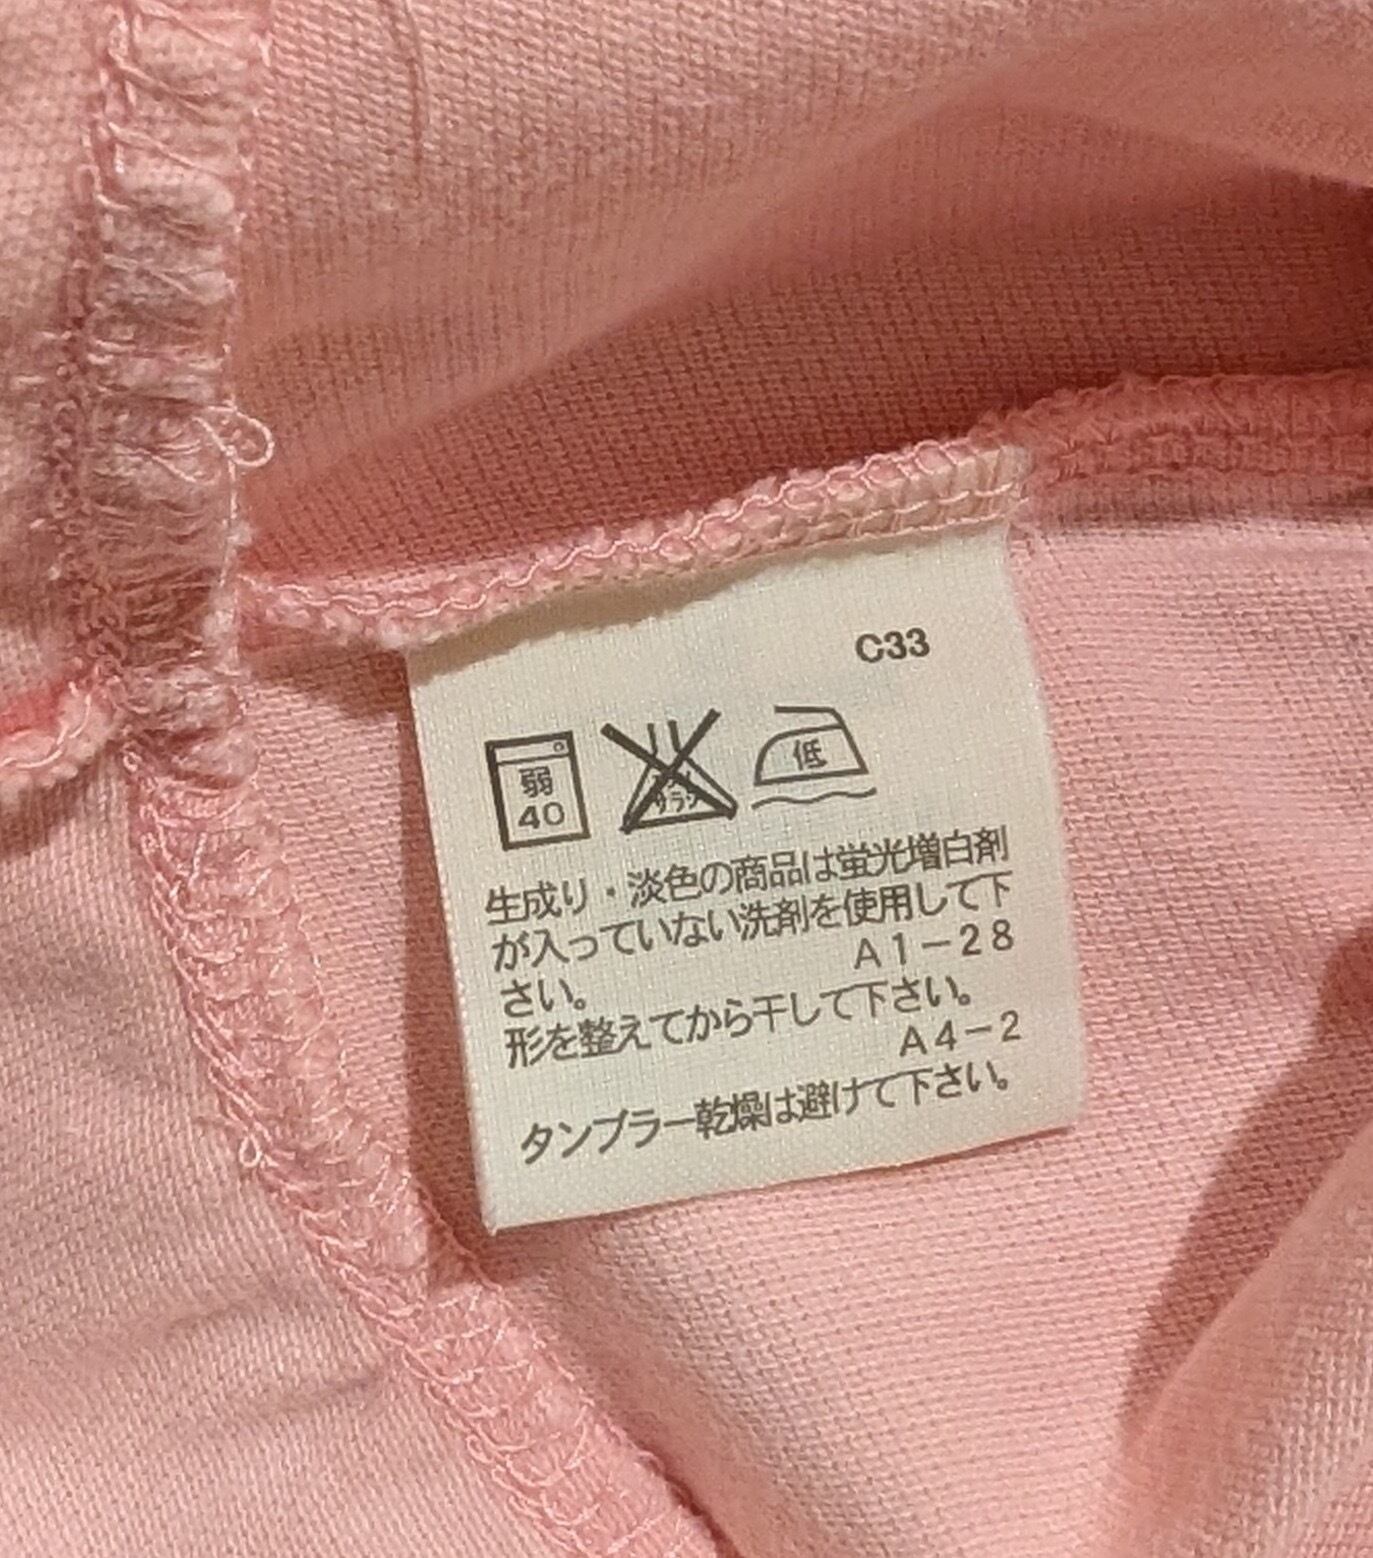 C33
弱
40
サラシ
低
生成り・淡色の商品は蛍光増白剤
が入っていない洗剤を使用して下
さい。
A1−28
形を整えてから干して下さい。
A4−2
タンブラー乾燥は避けて下さい。